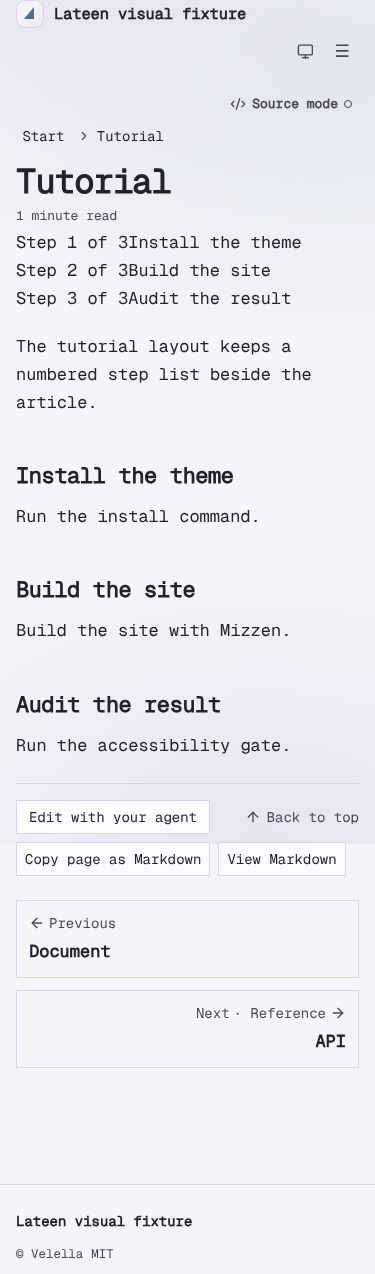 Lateen visual fixture
Source mode
Start > Tutorial
Tutorial
1 minute read
Step 1 of 3Install the theme
Step 2 of 3Build the site
Step 3 of 3Audit the result
The tutorial layout keeps a
numbered step list beside the
article.
Install the theme
Run the install command.
Build the site
Build the site with Mizzen.
Audit the result
Run the accessibility gate.
Edit with your agent
↑ Back to top
Copy page as Markdown
View Markdown
← Previous
Document
Next · Reference →
API
Lateen visual fixture
© Velella MIT